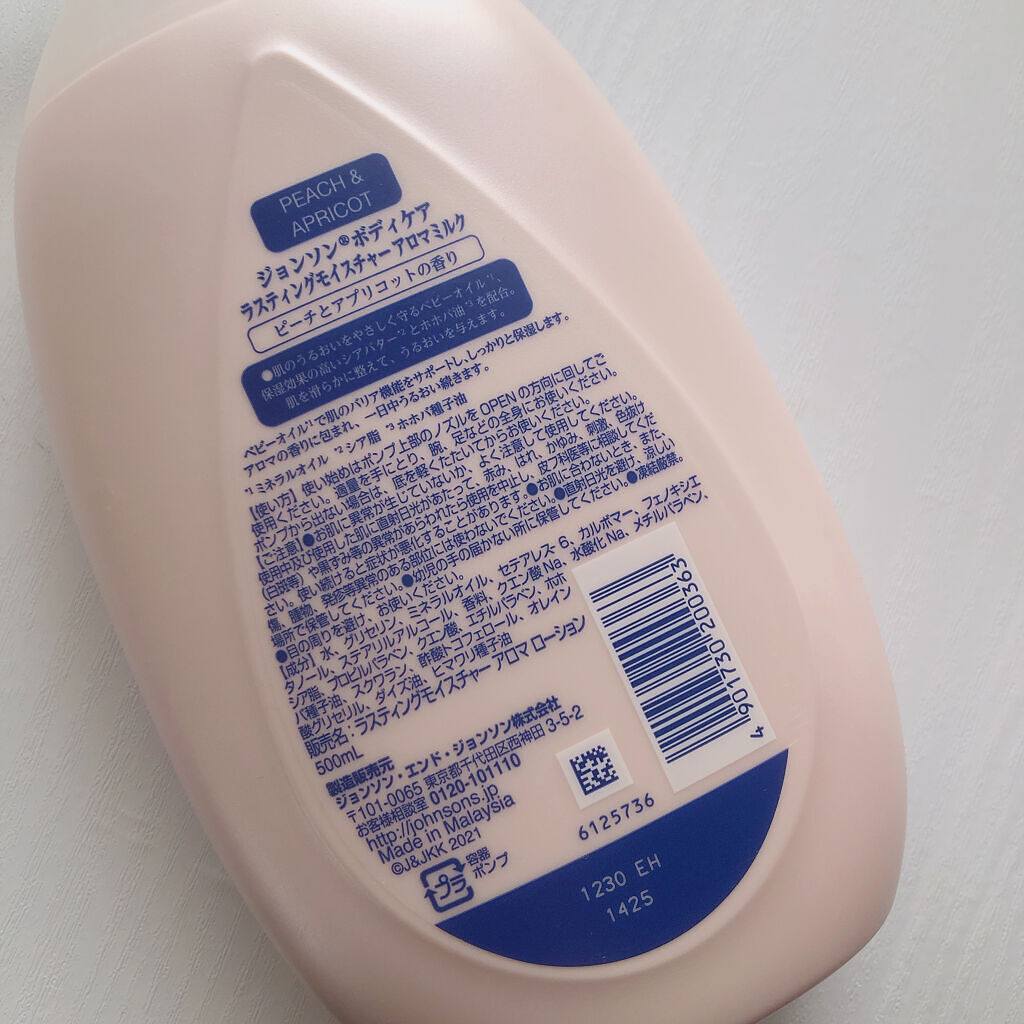 PEACH &
APRICOT
ジョンソン®ボディケア
ラスティングモイスチャー アロマミルク
ピーチとアプリコットの香り
●肌のうるおいをやさしく守るベビーオイル*1、
保湿効果の高いシアバター*2とホホバ油*3を配合。
肌を滑らかに整えて、うるおいを与えます。
ベビーオイル*1で肌のバリア機能をサポートし、しっかりと保湿します。
アロマの香りに包まれ、一日中うるおい続きます。
*1 ミネラルオイル *2 シア脂 *3 ホホバ種子油
【使い方】使い始めはポンプ上部のノズルを OPEN の方向に回してご
使用ください。適量を手にとり、腕、足などの全身にお使いください。
ポンプから出ない場合は、底を軽くたたいてからお使いください。
【ご注意】●お肌に異常が生じていないか、よく注意して使用してください。
使用中及び使用した肌に直射日光があたって、赤み、はれ、かゆみ、刺激、色抜け
(白斑等)や黒ずみ等の異常があらわれたら使用を中止し、皮フ科医等に相談してくだ
さい。使い続けると症状が悪化することがあります。●お肌に合わないとき、また、
傷、腫物、発疹等異常のある部位には使わないでください。●直射日光を避け、涼しい
場所で保管してください。●幼児の手の届かない所に保管してください。●凍結厳禁。
●目の周りを避け、お使いください。
【成分】水、グリセリン、ミネラルオイル、セテアレス-6、カルボマー、フェノキシエ
タノール、ステアリルアルコール、香料、クエン酸 Na、水酸化 Na、メチルパラベン、
シア脂、プロピルパラベン、クエン酸、エチルパラベン、ホホ
バ種子油、スクワラン、酢酸トコフェロール、オレイン
酸グリセリル、ダイズ油、ヒマワリ種子油
販売名：ラスティングモイスチャー アロマ ローション
500mL
製造販売元
ジョンソン・エンド・ジョンソン株式会社
〒101-0065 東京都千代田区西神田 3-5-2
お客様相談室 0120-101110
http://johnsons.jp
Made in Malaysia
©J&JKK 2021
プラ
容器
ポンプ
4 901730 200363
6125736
1230 EH
1425